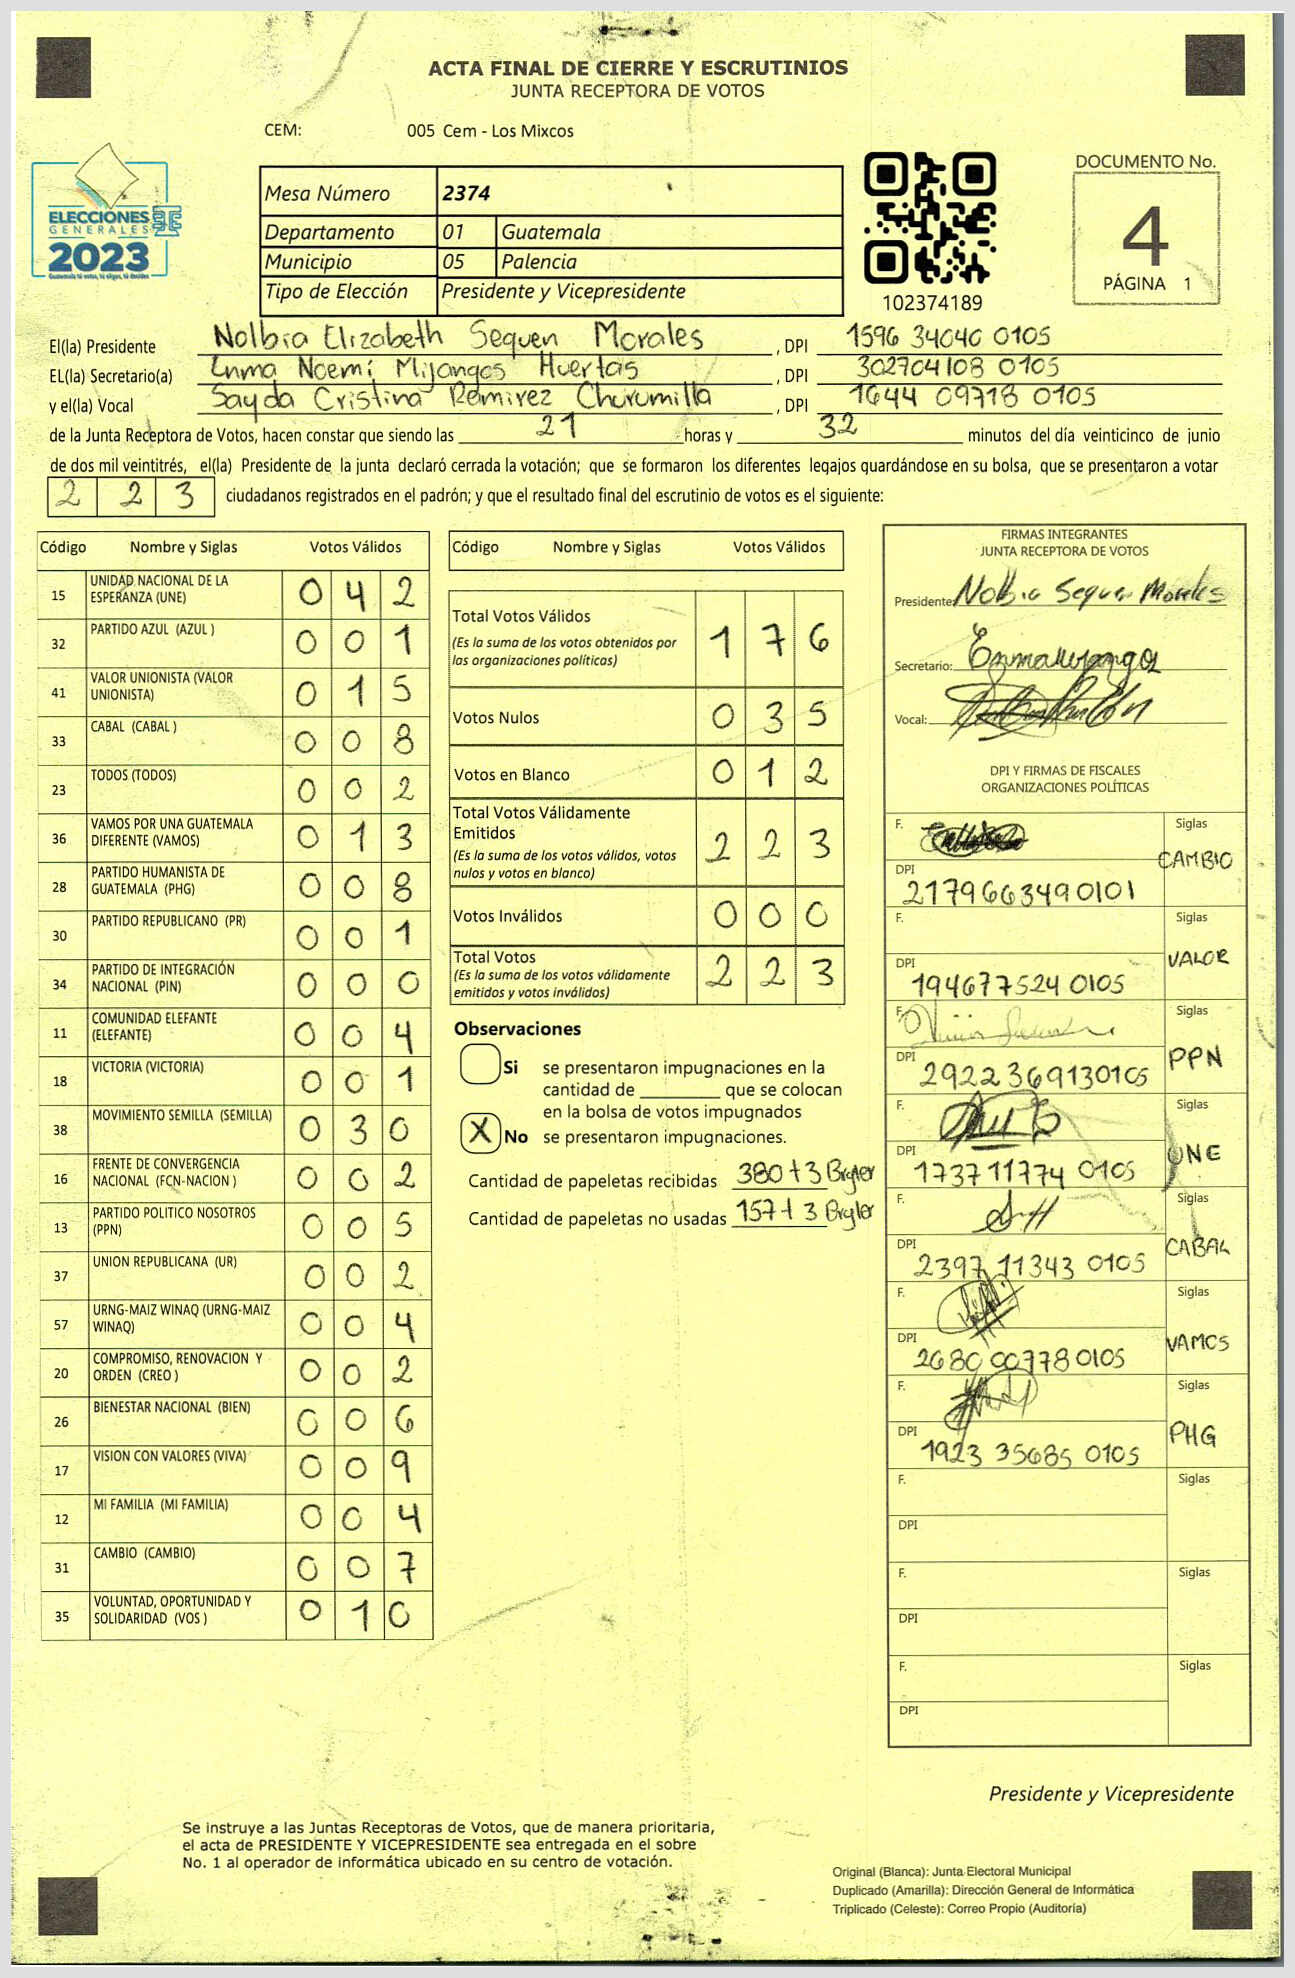 ACTA FINAL DE CIERRE Y ESCRUTINIOS
JUNTA RECEPTORA DE VOTOS
CEM: 005 Cem - Los Mixcos
ELECCIONES
GENERALES
2023
Mesa Número 2374
Departamento 01 Guatemala
Municipio 05 Palencia
Tipo de Elección Presidente y Vicepresidente
102374189
DOCUMENTO No.
4
PÁGINA 1
El(la) Presidente Nolbia Elizabeth Sequen Morales , DPI 1596 34040 0105
EL(la) Secretario(a) Enma Noemí Mijangos Huertas , DPI 302704108 0105
y el(la) Vocal Sayda Cristina Ramirez Churumilla , DPI 1644 09718 0105
de la Junta Receptora de Votos, hacen constar que siendo las 21 horas y 32 minutos del día veinticinco de junio
de dos mil veintitrés, el(la) Presidente de la junta declaró cerrada la votación; que se formaron los diferentes legajos guardándose en su bolsa, que se presentaron a votar
2 2 3 ciudadanos registrados en el padrón; y que el resultado final del escrutinio de votos es el siguiente:
Código Nombre y Siglas Votos Válidos
15 UNIDAD NACIONAL DE LA ESPERANZA (UNE) 0 4 2
32 PARTIDO AZUL (AZUL ) 0 0 1
41 VALOR UNIONISTA (VALOR UNIONISTA) 0 1 5
33 CABAL (CABAL ) 0 0 8
23 TODOS (TODOS) 0 0 2
36 VAMOS POR UNA GUATEMALA DIFERENTE (VAMOS) 0 1 3
28 PARTIDO HUMANISTA DE GUATEMALA (PHG) 0 0 8
30 PARTIDO REPUBLICANO (PR) 0 0 1
34 PARTIDO DE INTEGRACIÓN NACIONAL (PIN) 0 0 0
11 COMUNIDAD ELEFANTE (ELEFANTE) 0 0 4
18 VICTORIA (VICTORIA) 0 0 1
38 MOVIMIENTO SEMILLA (SEMILLA) 0 3 0
16 FRENTE DE CONVERGENCIA NACIONAL (FCN-NACION ) 0 0 2
13 PARTIDO POLITICO NOSOTROS (PPN) 0 0 5
37 UNION REPUBLICANA (UR) 0 0 2
57 URNG-MAIZ WINAQ (URNG-MAIZ WINAQ) 0 0 4
20 COMPROMISO, RENOVACION Y ORDEN (CREO ) 0 0 2
26 BIENESTAR NACIONAL (BIEN) 0 0 6
17 VISION CON VALORES (VIVA) 0 0 9
12 MI FAMILIA (MI FAMILIA) 0 0 4
31 CAMBIO (CAMBIO) 0 0 7
35 VOLUNTAD, OPORTUNIDAD Y SOLIDARIDAD (VOS ) 0 1 0
Código Nombre y Siglas Votos Válidos
Total Votos Válidos 1 7 6
(Es la suma de los votos obtenidos por
las organizaciones políticas)
Votos Nulos 0 3 5
Votos en Blanco 0 1 2
Total Votos Válidamente
Emitidos 2 2 3
(Es la suma de los votos válidos, votos
nulos y votos en blanco)
Votos Inválidos 0 0 0
Total Votos 2 2 3
(Es la suma de los votos válidamente
emitidos y votos inválidos)
Observaciones
Si se presentaron impugnaciones en la
cantidad de ________ que se colocan
en la bolsa de votos impugnados
X No se presentaron impugnaciones.
Cantidad de papeletas recibidas 380 + 3
Cantidad de papeletas no usadas 157 + 3
FIRMAS INTEGRANTES
JUNTA RECEPTORA DE VOTOS
Presidente: Nolbia Sequen Morales
Secretario:
Vocal:
DPI Y FIRMAS DE FISCALES
ORGANIZACIONES POLÍTICAS
F. Siglas CAMBIO
DPI 2179663490101
F. Siglas VALOR
DPI 194677524 0105
F. Siglas PPN
DPI 2922369130105
F. Siglas UNE
DPI 1737 11774 0105
F. Siglas CABAL
DPI 2397 11343 0105
F. Siglas VAMOS
DPI 2680 00778 0105
F. Siglas PHG
DPI 1923 35685 0105
F. Siglas
DPI
F. Siglas
DPI
F. Siglas
DPI
Presidente y Vicepresidente
Se instruye a las Juntas Receptoras de Votos, que de manera prioritaria,
el acta de PRESIDENTE Y VICEPRESIDENTE sea entregada en el sobre
No. 1 al operador de informática ubicado en su centro de votación.
Original (Blanca): Junta Electoral Municipal
Duplicado (Amarilla): Dirección General de Informática
Triplicado (Celeste): Correo Propio (Auditoría)